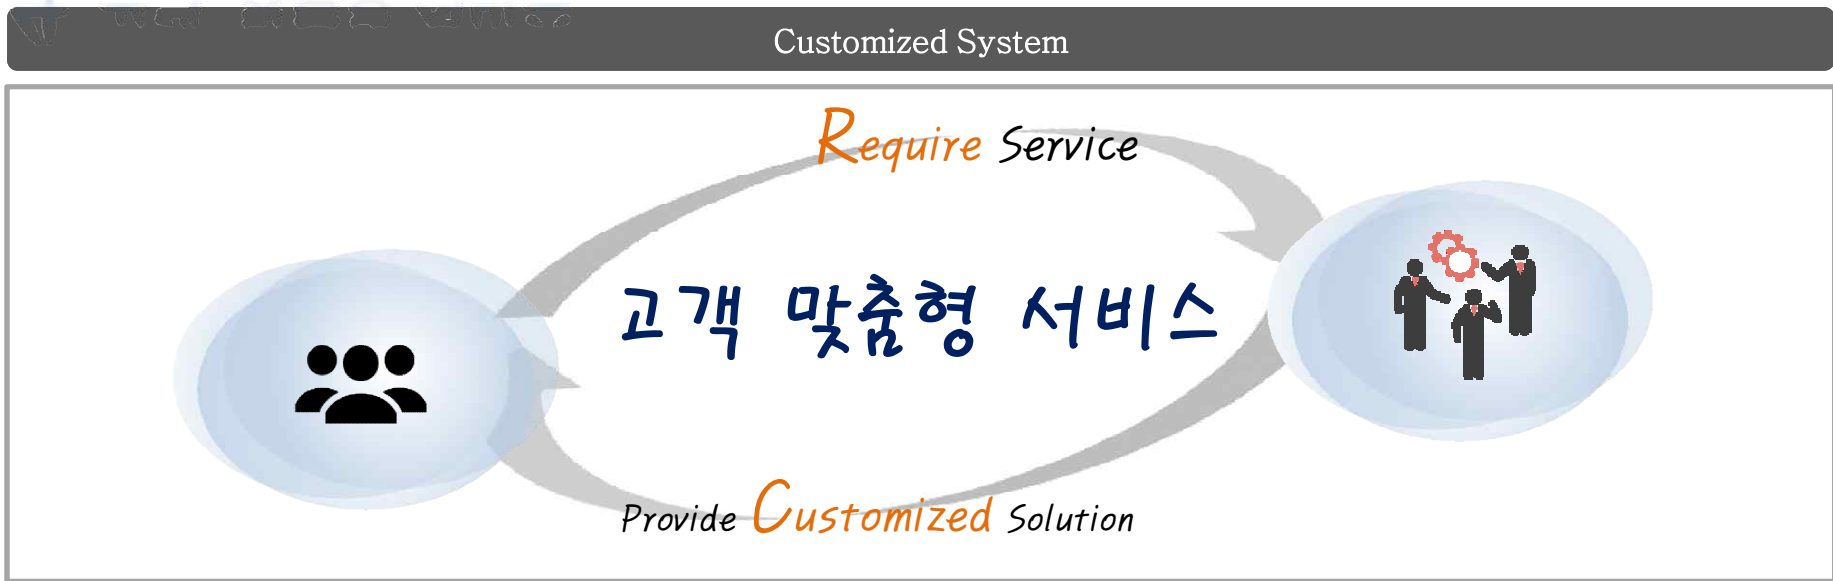 Customized System
Require Service
고객 맞춤형 서비스
Provide Customized Solution